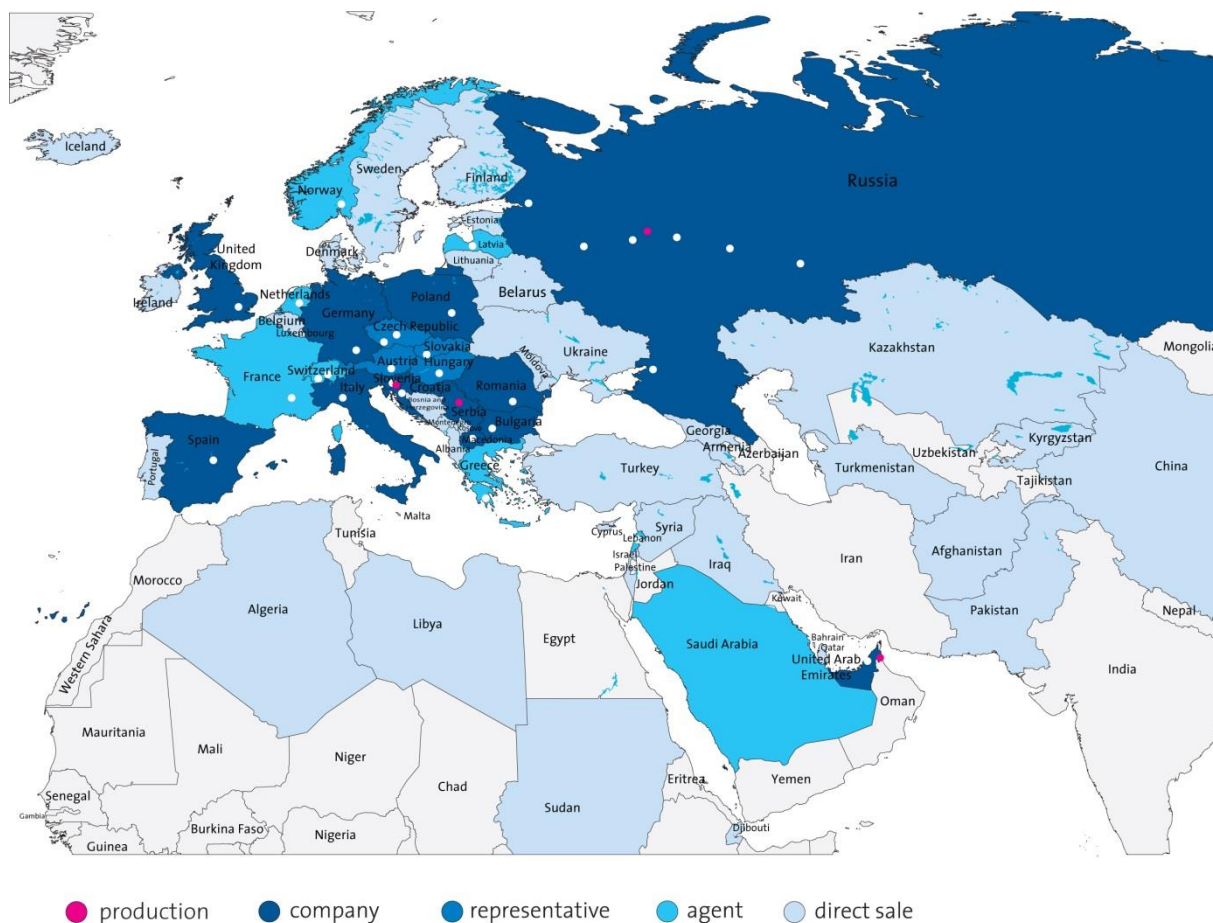 Iceland
Sweden
Finland
Norway
Russia
Estonia
Latvia
Lithuania
Denmark
United
Kingdom
Ireland
Netherlands
Belgium
Luxembourg
Germany
Poland
Belarus
Czech Republic
Slovakia
Ukraine
Moldova
Kazakhstan
Mongolia
France
Switzerland
Austria
Hungary
Slovenia
Italy
Croatia
Romania
Bosnia and
Herzegovina
Serbia
Montenegro
Kosovo
Bulgaria
Macedonia
Albania
Greece
Spain
Portugal
Georgia
Armenia
Azerbaijan
Turkey
Turkmenistan
Uzbekistan
Kyrgyzstan
Tajikistan
China
Malta
Cyprus
Syria
Lebanon
Israel
Palestine
Jordan
Iraq
Iran
Afghanistan
Pakistan
Kuwait
Nepal
India
Tunisia
Morocco
Western Sahara
Algeria
Libya
Egypt
Saudi Arabia
Bahrain
Qatar
United Arab
Emirates
Oman
Yemen
Mauritania
Mali
Niger
Chad
Sudan
Eritrea
Djibouti
Senegal
Gambia
Guinea
Burkina Faso
Nigeria
production
company
representative
agent
direct sale